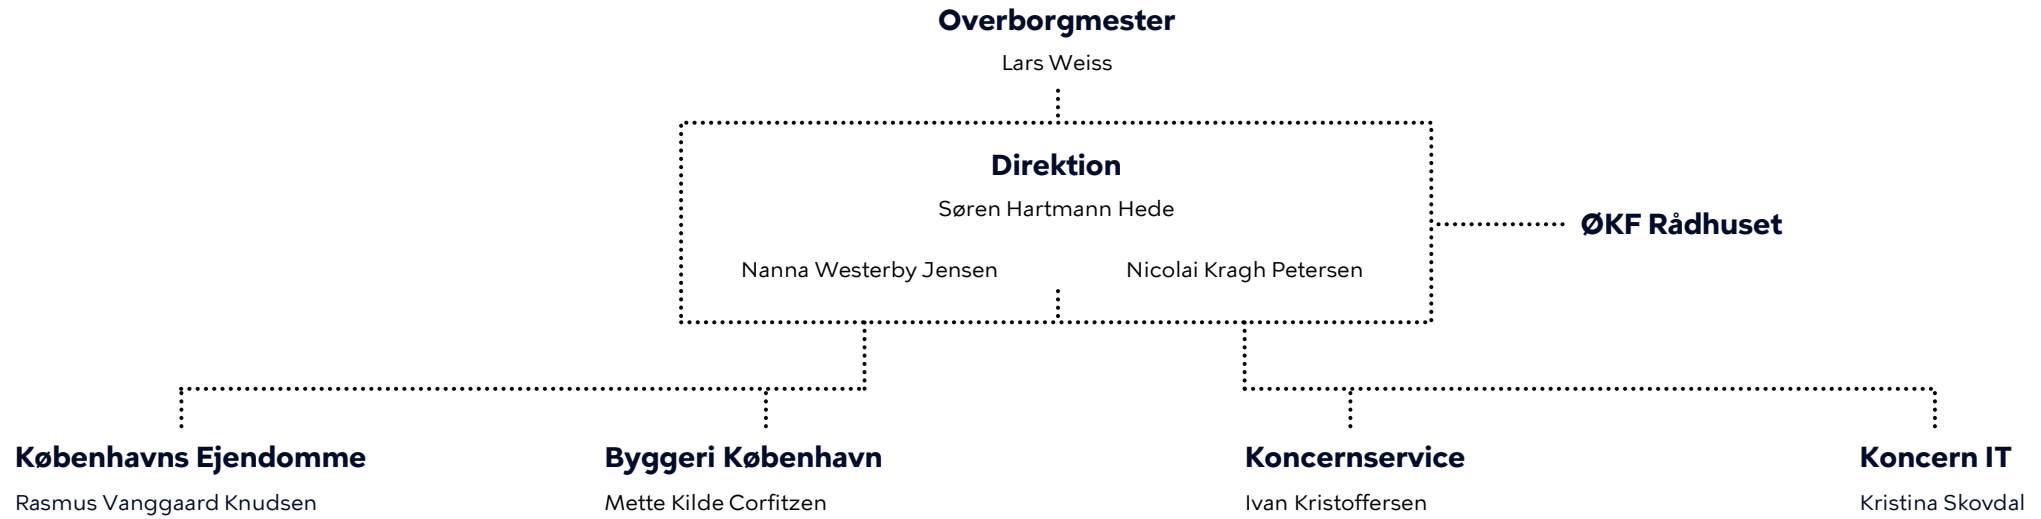 Overborgmester
Lars Weiss
Direktion
Søren Hartmann Hede
ØKF Rådhuset
Nanna Westerby Jensen
Nicolai Kragh Petersen
Københavns Ejendomme
Rasmus Vanggaard Knudsen
Byggeri København
Mette Kilde Corfitzen
Koncernservice
Ivan Kristoffersen
Koncern IT
Kristina Skovdal